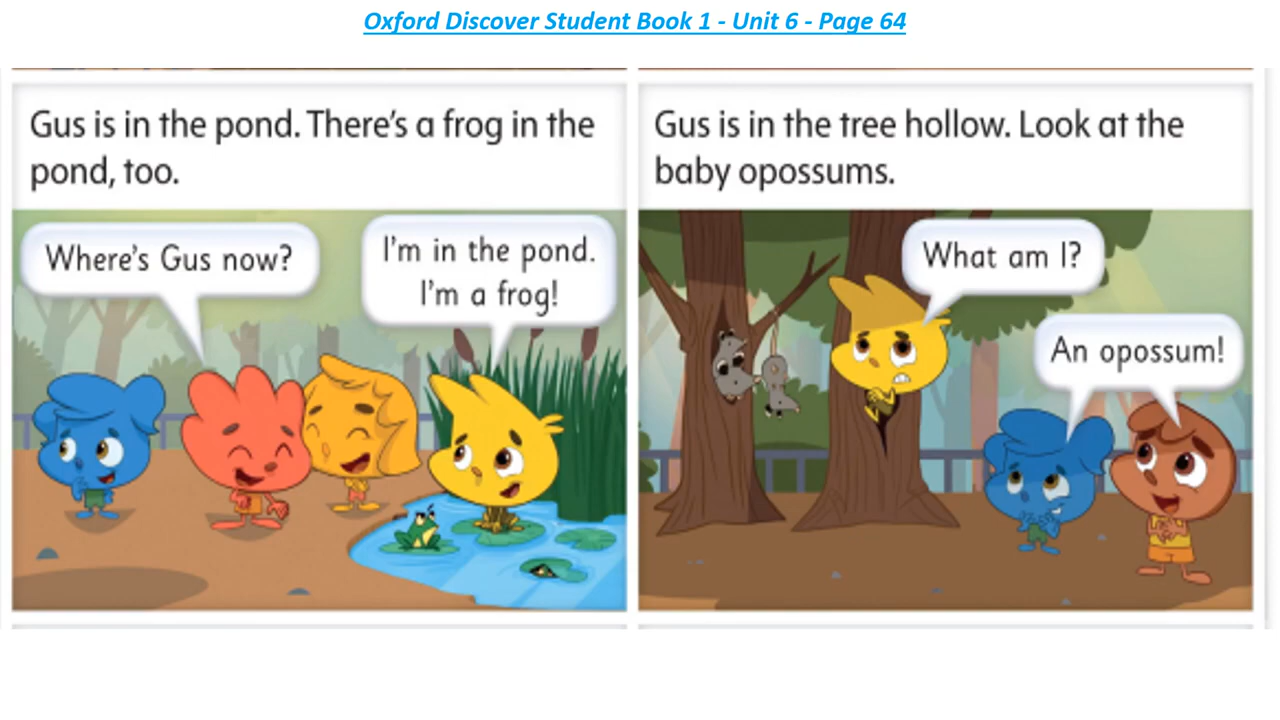 Oxford Discover Student Book 1 - Unit 6 - Page 64
Gus is in the pond. There's a frog in the
pond, too.
Where's Gus now?
I'm in the pond.
I'm a frog!
Gus is in the tree hollow. Look at the
baby opossums.
What am I?
An opossum!